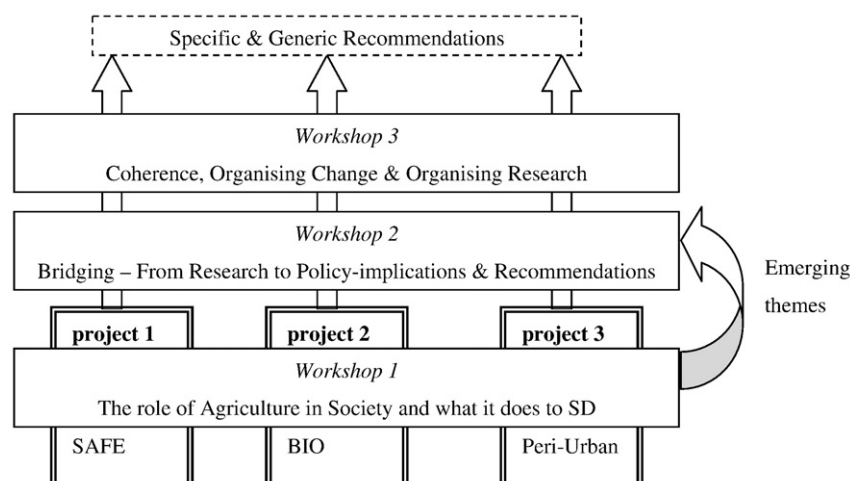 Specific & Generic Recommendations
Workshop 3
Coherence, Organising Change & Organising Research
Workshop 2
Bridging – From Research to Policy-implications & Recommendations
Emerging
themes
project 1
project 2
project 3
Workshop 1
The role of Agriculture in Society and what it does to SD
SAFE
BIO
Peri-Urban